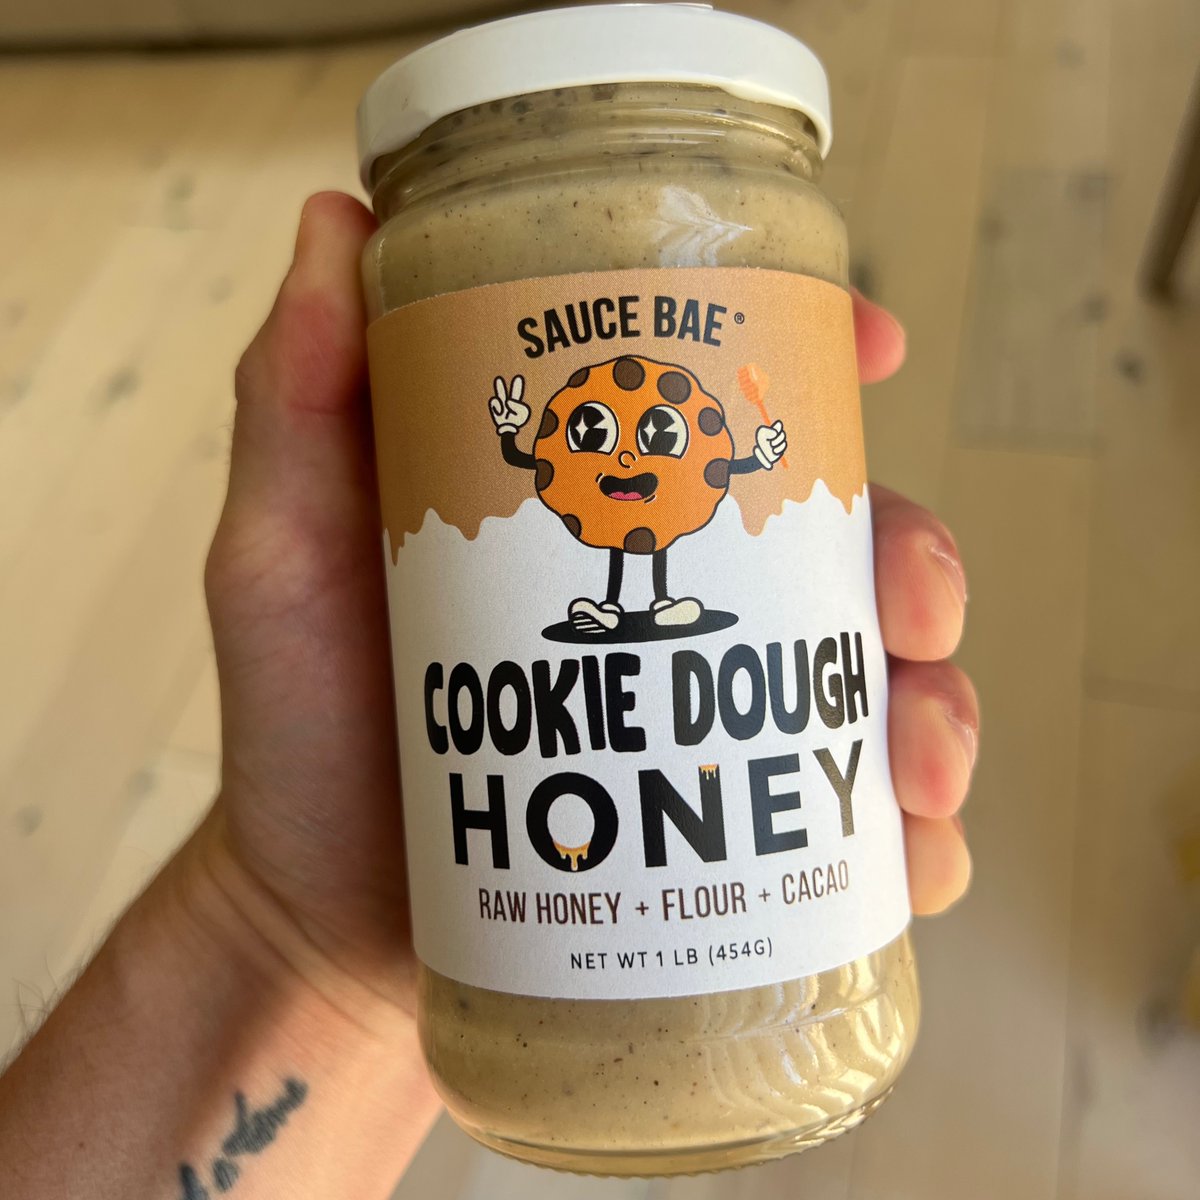 SAUCE BAE®
COOKIE DOUGH
HONEY
RAW HONEY + FLOUR + CACAO
NET WT 1 LB (454G)